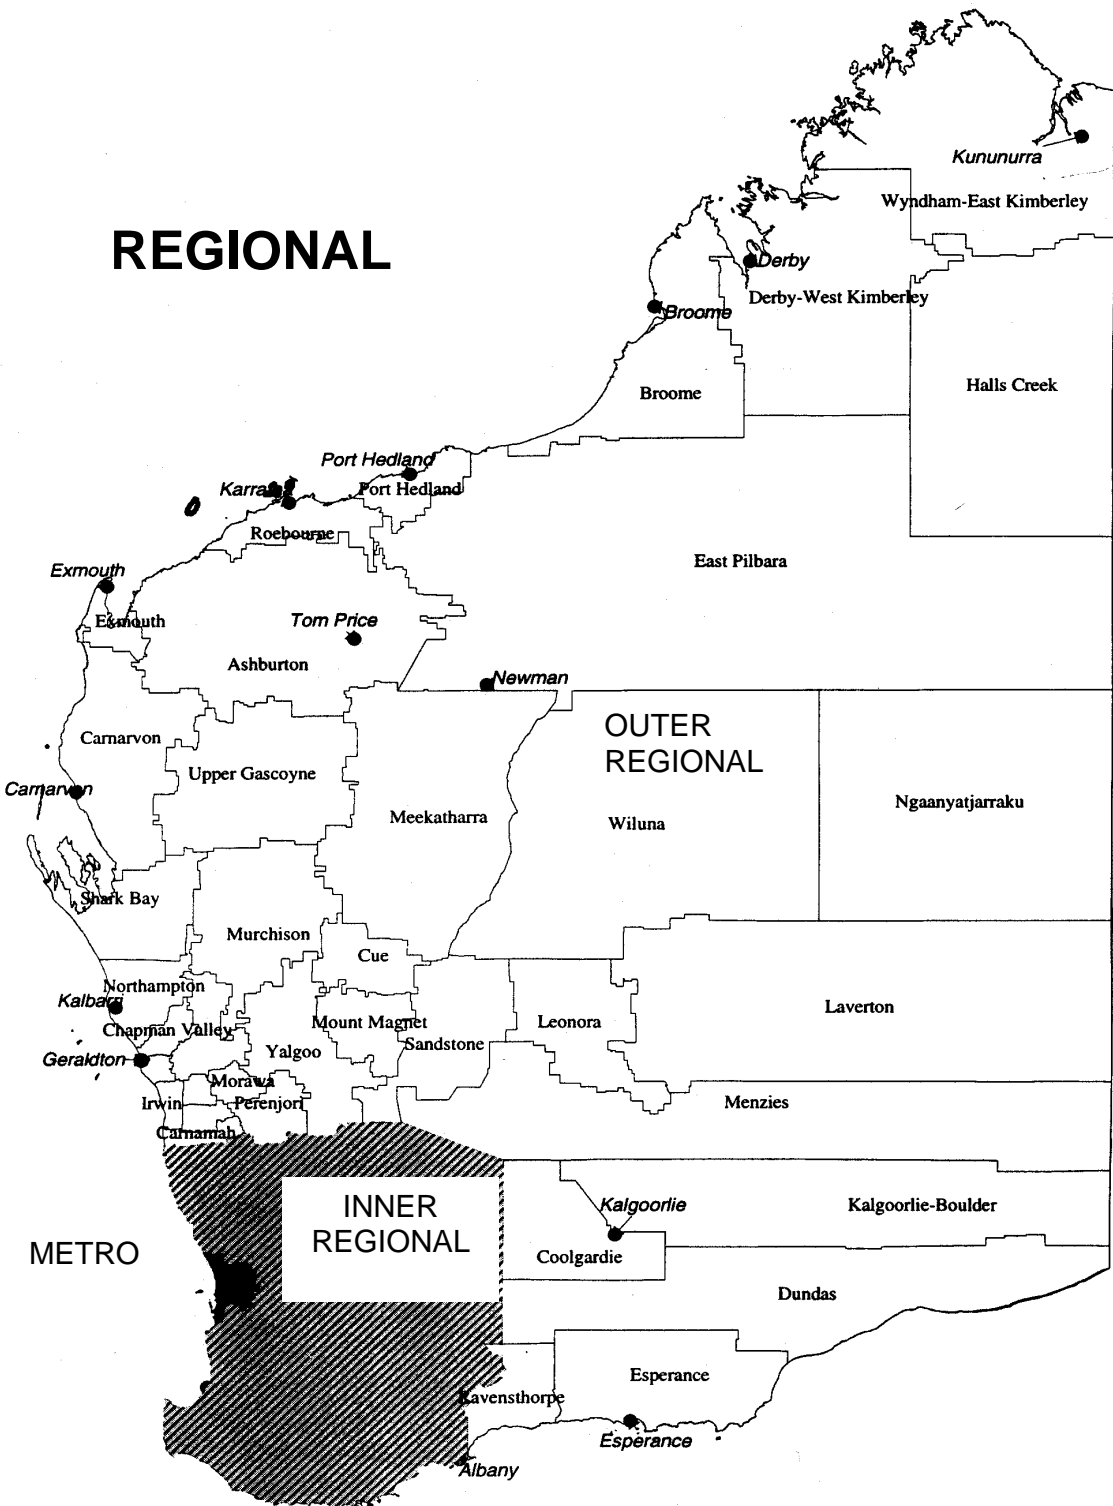 Kununurra
Wyndham-East Kimberley
REGIONAL
Derby
Derby-West Kimberley
Broome
Halls Creek
Broome
Port Hedland
Port Hedland
Roebourne
East Pilbara
Exmouth
Exmouth
Tom Price
Ashburton
Newman
OUTER
REGIONAL
Carnarvon
Upper Gascoyne
Carnarvon
Meekatharra
Wiluna
Ngaanyatjarraku
Shark Bay
Murchison
Cue
Northampton
Kalbarri
Chapman Valley
Mount Magnet
Leonora
Laverton
Sandstone
Geraldton
Yalgoo
Morawa
Irwin
Perenjori
Menzies
Carnamah
INNER
REGIONAL
Kalgoorlie
Kalgoorlie-Boulder
METRO
Coolgardie
Dundas
Esperance
Ravensthorpe
Esperance
Albany